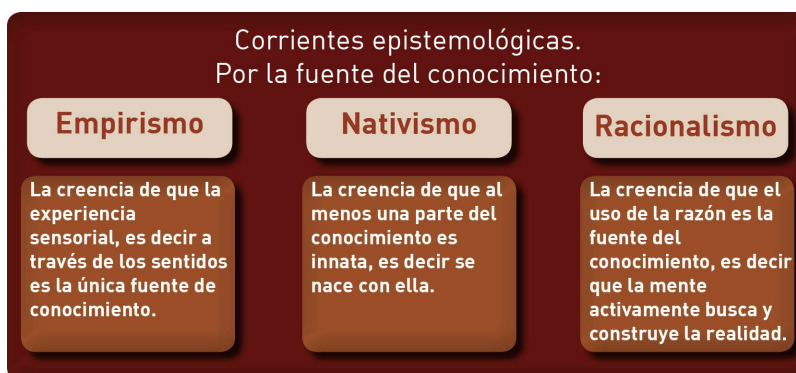 Corrientes epistemológicas.
Por la fuente del conocimiento:
Empirismo
La creencia de que la
experiencia
sensorial, es decir a
través de los sentidos
es la única fuente de
conocimiento.
Nativismo
La creencia de que al
menos una parte del
conocimiento es
innata, es decir se
nace con ella.
Racionalismo
La creencia de que el
uso de la razón es la
fuente del
conocimiento, es decir
que la mente
activamente busca y
construye la realidad.